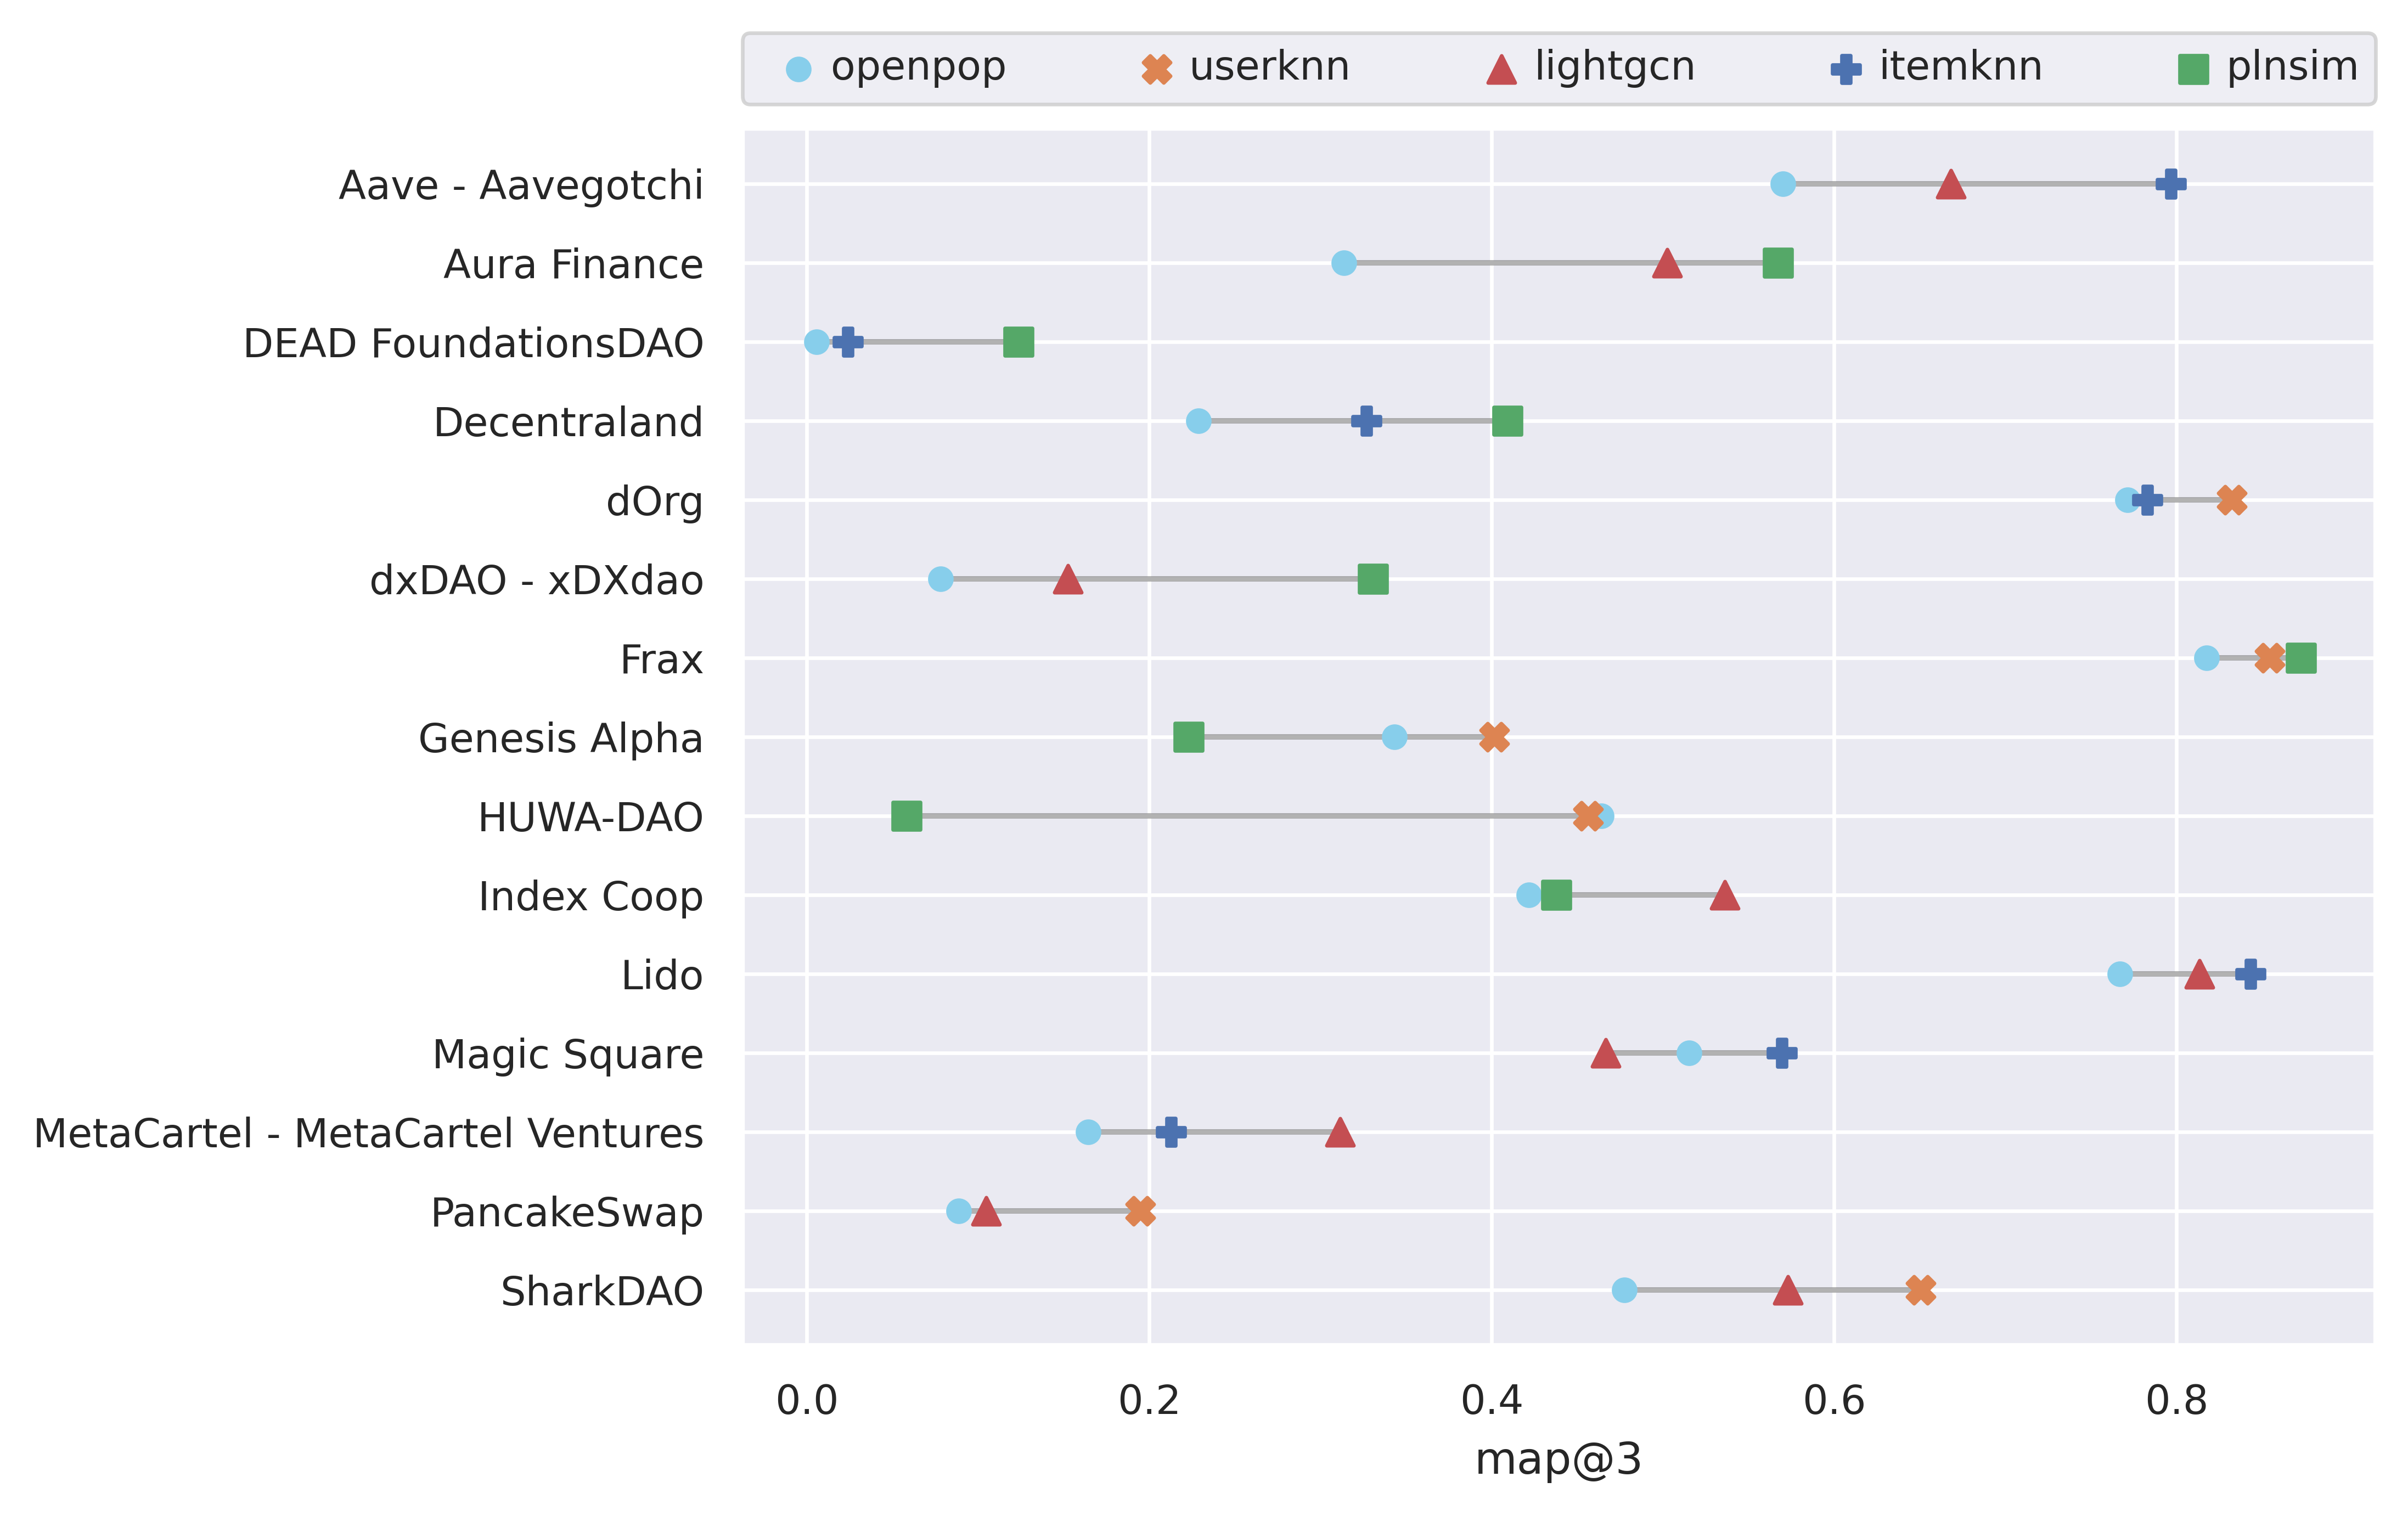 openpop userknn lightgcn itemknn plnsim
Aave - Aavegotchi
Aura Finance
DEAD FoundationsDAO
Decentraland
dOrg
dxDAO - xDXdao
Frax
Genesis Alpha
HUWA-DAO
Index Coop
Lido
Magic Square
MetaCartel - MetaCartel Ventures
PancakeSwap
SharkDAO
0.0 0.2 0.4 0.6 0.8
map@3